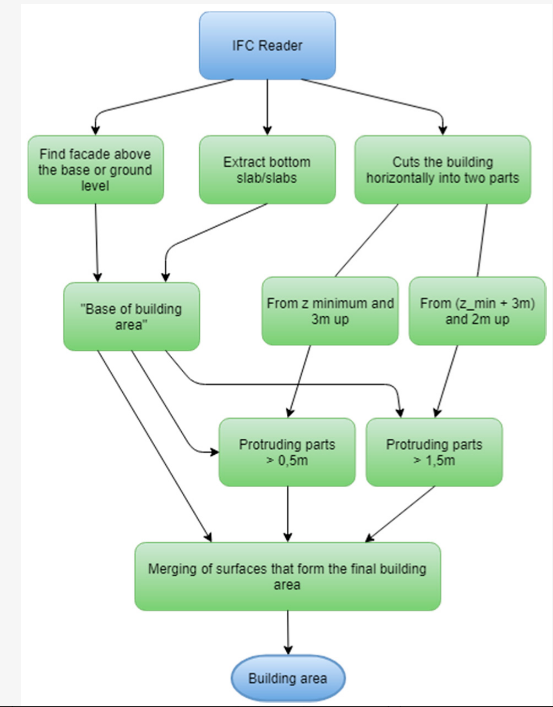 IFC Reader
Find facade above
the base or ground
level
Extract bottom
slab/slabs
Cuts the building
horizontally into two parts
"Base of building
area"
From z minimum and
3m up
From (z_min + 3m)
and 2m up
Protruding parts
> 0,5m
Protruding parts
> 1,5m
Merging of surfaces that form the final building
area
Building area